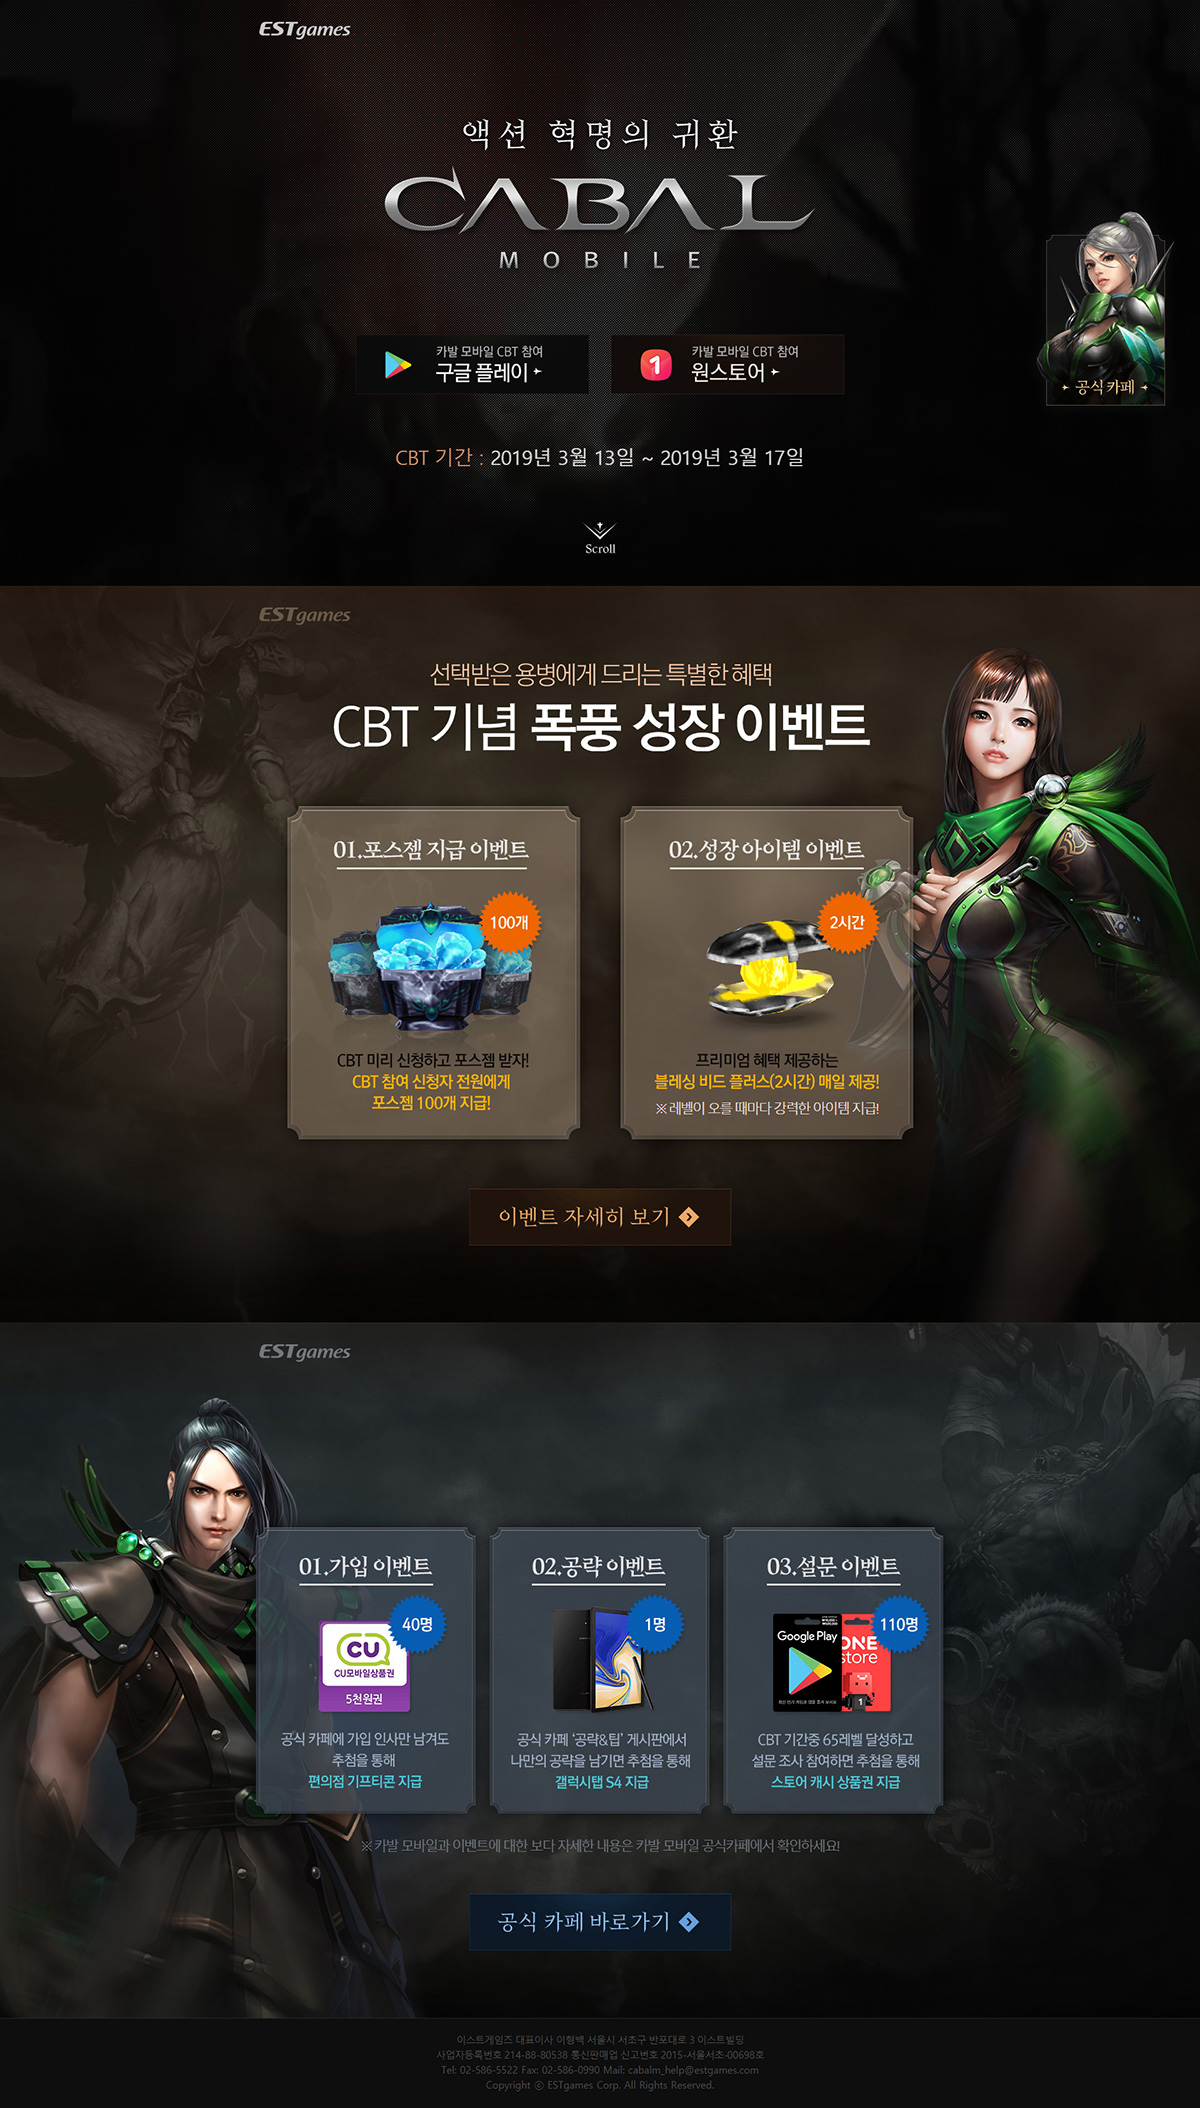 ESTgames
액션 혁명의 귀환
CABAL
MOBILE
카발 모바일 CBT 참여
구글 플레이
카발 모바일 CBT 참여
원스토어
공식 카페
CBT 기간 : 2019년 3월 13일 ~ 2019년 3월 17일
Scroll
ESTgames
선택받은 용병에게 드리는 특별한 혜택
CBT 기념 폭풍 성장 이벤트
01.포스젬 지급 이벤트
100개
CBT 미리 신청하고 포스젬 받자!
CBT 참여 신청자 전원에게
포스젬 100개 지급!
02.성장 아이템 이벤트
2시간
프리미엄 혜택 제공하는
블레싱 비드 플러스(2시간) 매일 제공!
※ 레벨이 오를 때마다 강력한 아이템 지급!
이벤트 자세히 보기
ESTgames
01.가입 이벤트
40명
CU
CU모바일상품권
5천원권
공식 카페에 가입 인사만 남겨도
추첨을 통해
편의점 기프티콘 지급
02.공략 이벤트
1명
공식 카페 '공략&팁' 게시판에서
나만의 공략을 남기면 추첨을 통해
갤럭시탭 S4 지급
03.설문 이벤트
110명
Google Play
ONE
store
1
CBT 기간중 65레벨 달성하고
설문 조사 참여하면 추첨을 통해
스토어 캐시 상품권 지급
※ 카발 모바일과 이벤트에 대한 보다 자세한 내용은 카발 모바일 공식카페에서 확인하세요!
공식 카페 바로가기
이스트게임즈 대표이사 이형백 서울시 서초구 반포대로 3 이스트빌딩
사업자등록번호 214-88-80538 통신판매업 신고번호 2015-서울서초-00698호
Tel: 02-586-5522 Fax: 02-586-0990 Mail: cabalm_help@estgames.com
Copyright ⓒ ESTgames Corp. All Rights Reserved.